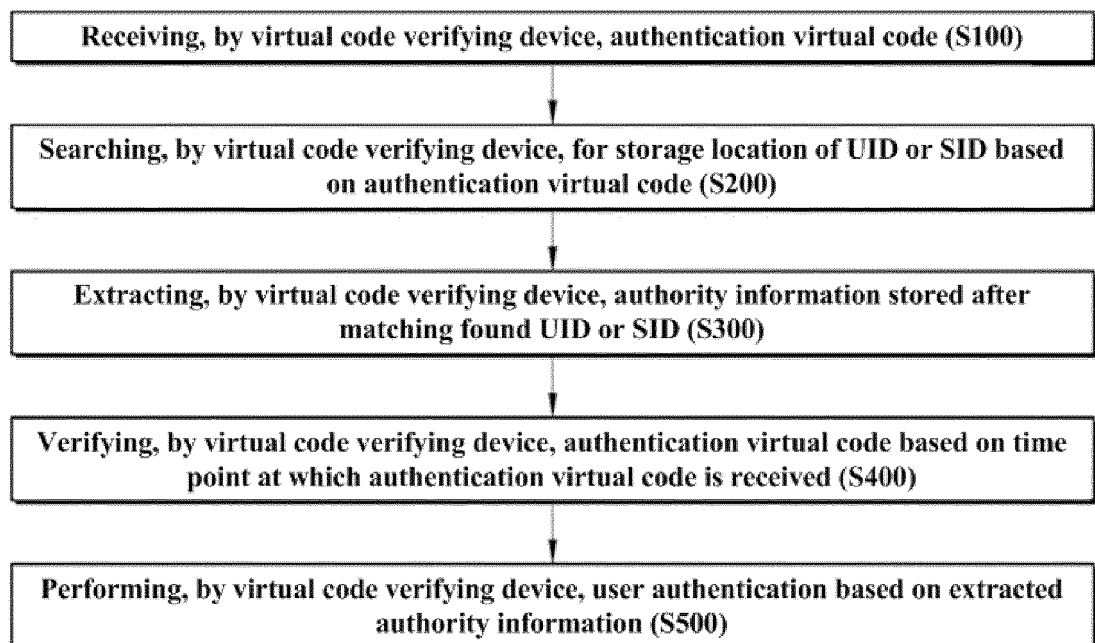 Receiving, by virtual code verifying device, authentication virtual code (S100)
Searching, by virtual code verifying device, for storage location of UID or SID based
on authentication virtual code (S200)
Extracting, by virtual code verifying device, authority information stored after
matching found UID or SID (S300)
Verifying, by virtual code verifying device, authentication virtual code based on time
point at which authentication virtual code is received (S400)
Performing, by virtual code verifying device, user authentication based on extracted
authority information (S500)